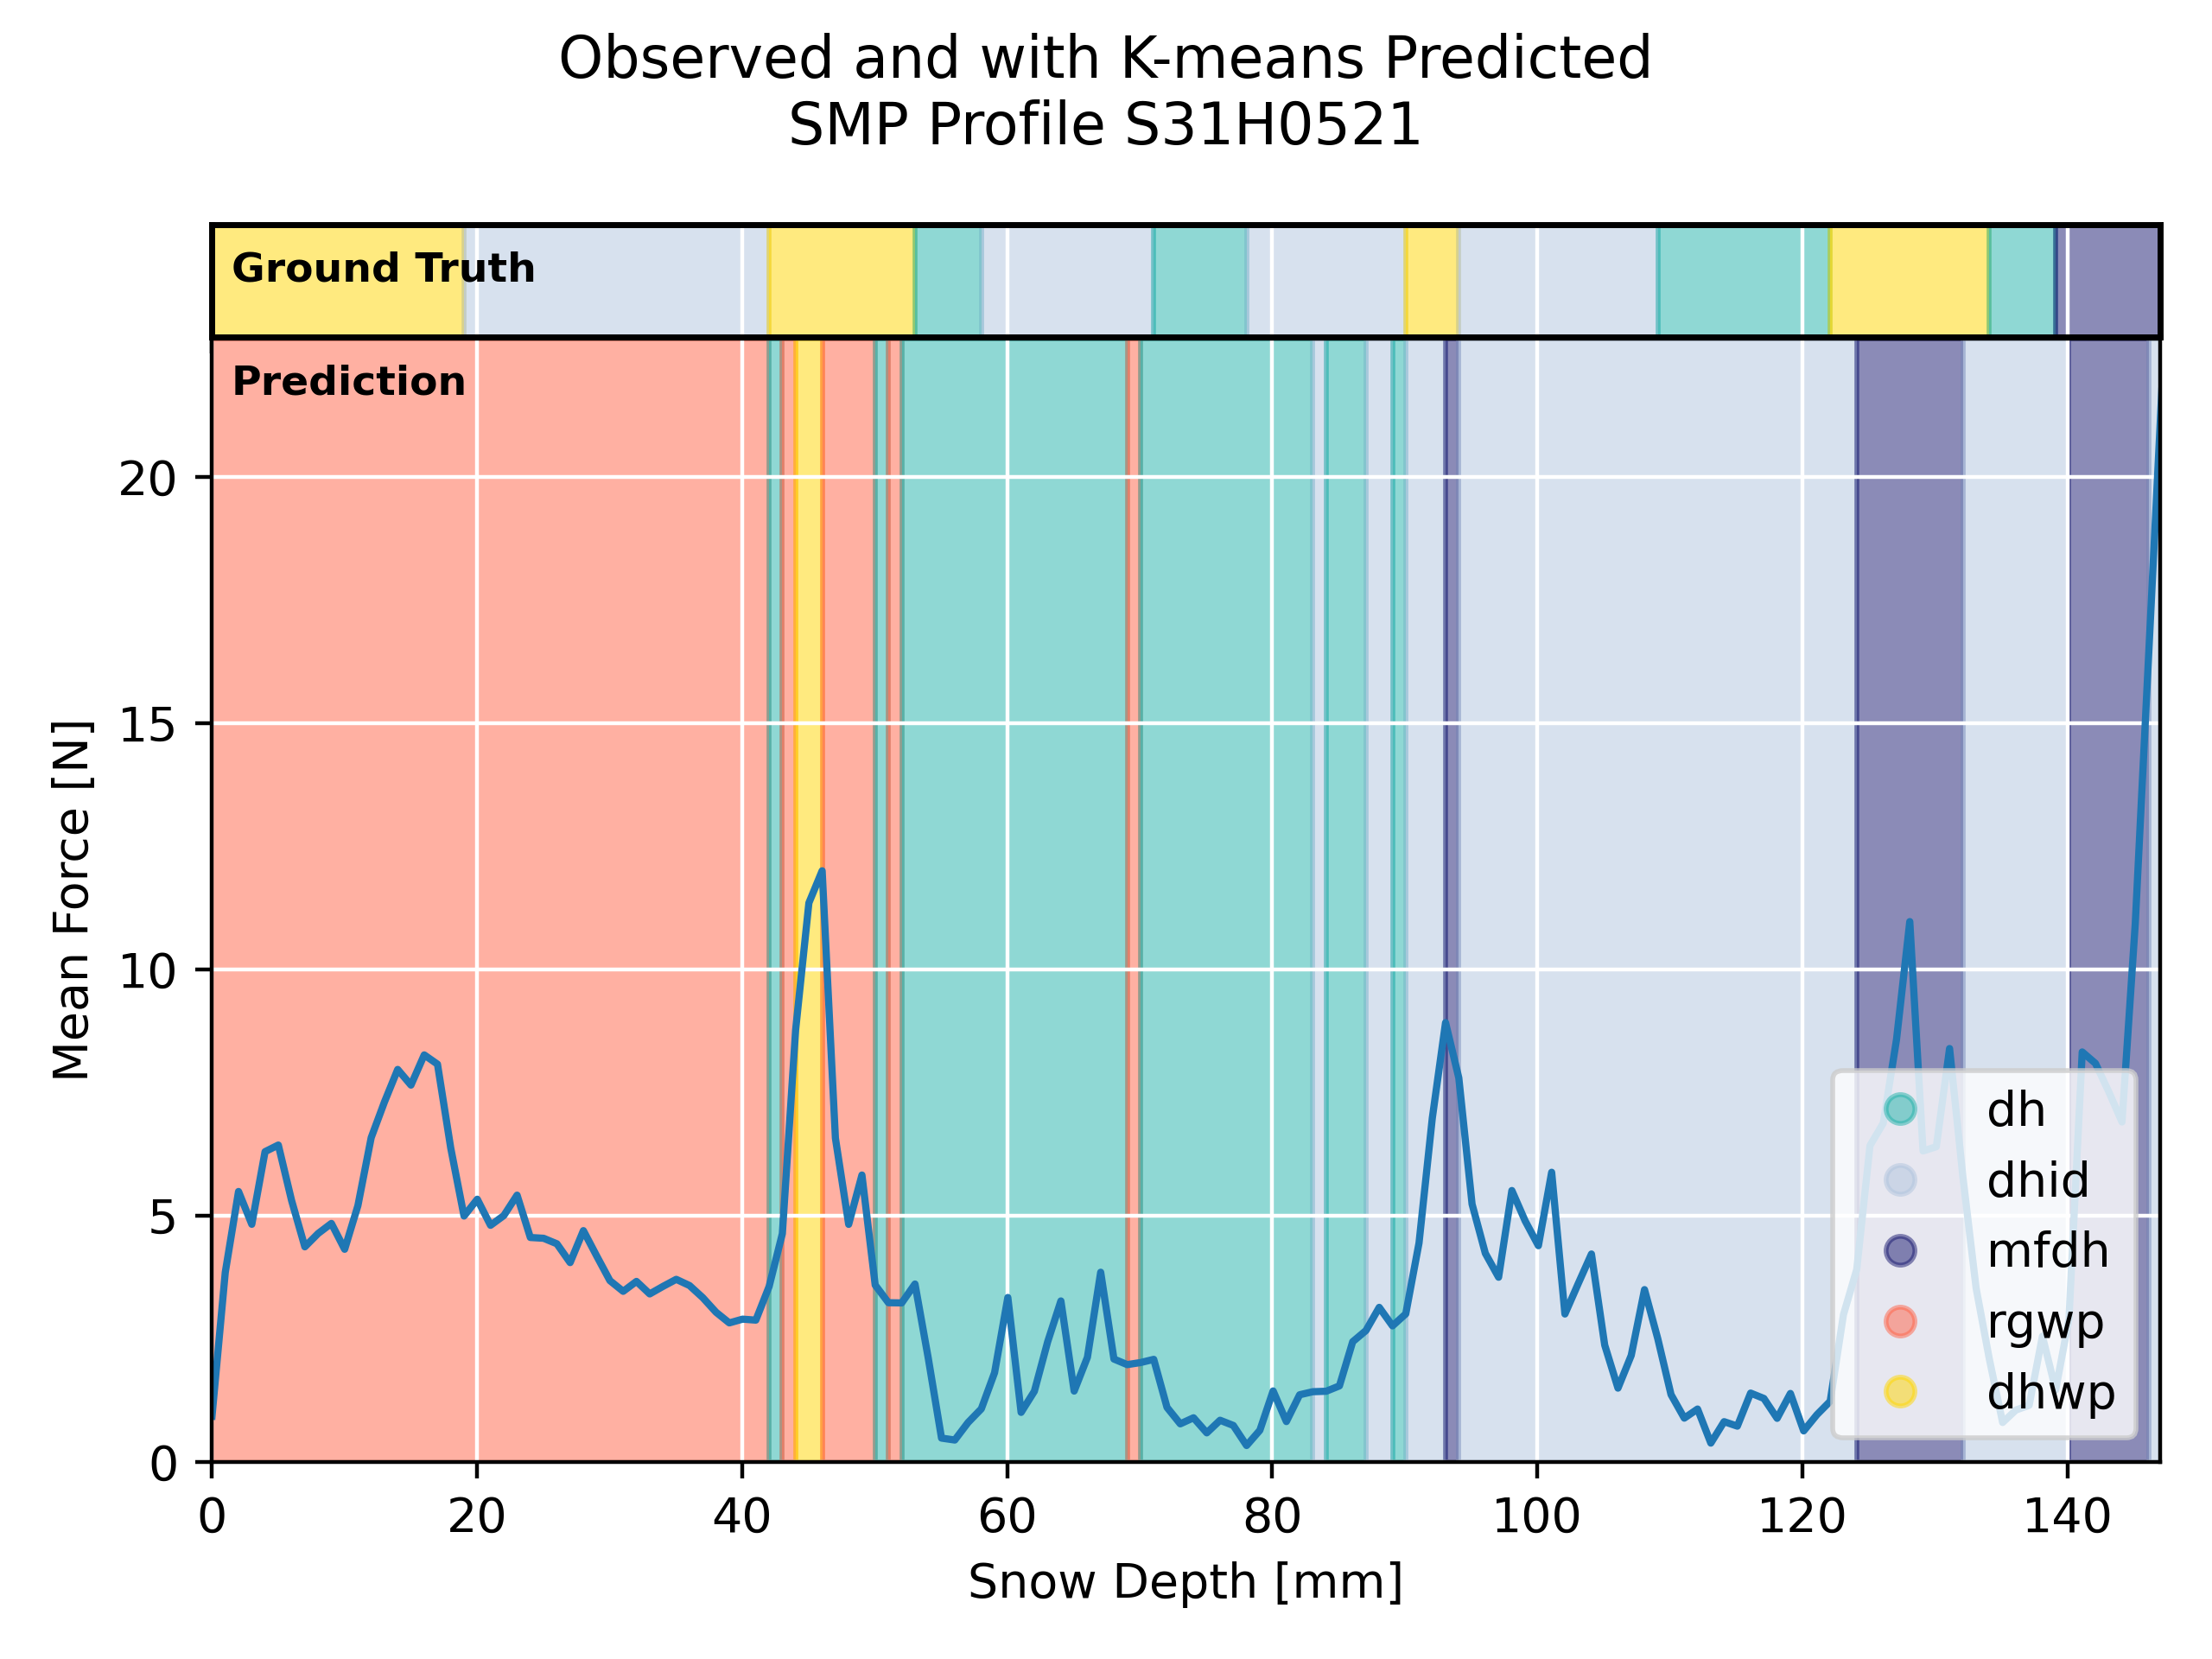 Observed and with K-means Predicted
SMP Profile S31H0521
Ground Truth
Prediction
20
15
10
5
0
Mean Force [N]
dh
dhid
mfdh
rgwp
dhwp
0 20 40 60 80 100 120 140
Snow Depth [mm]